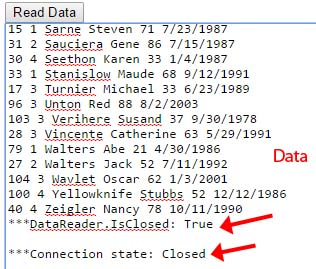 Read Data
15 1 Sarne Steven 71 7/23/1987
31 2 Sauciera Gene 86 7/15/1987
30 4 Seethon Karen 33 1/4/1987
33 1 Stanislow Maude 68 9/12/1991
17 3 Turnier Michael 33 6/23/1989
96 3 Unton Red 88 8/2/2003
103 3 Verihere Susand 37 9/30/1978
28 3 Vincente Catherine 63 5/29/1991
79 1 Walters Abe 21 4/30/1986
27 2 Walters Jack 52 7/11/1992
104 3 Wavlet Oscar 62 1/3/2001
100 4 Yellowknife Stubbs 52 12/12/1986
40 4 Zeigler Nancy 78 10/11/1990
Data
***DataReader.IsClosed: True
***Connection state: Closed